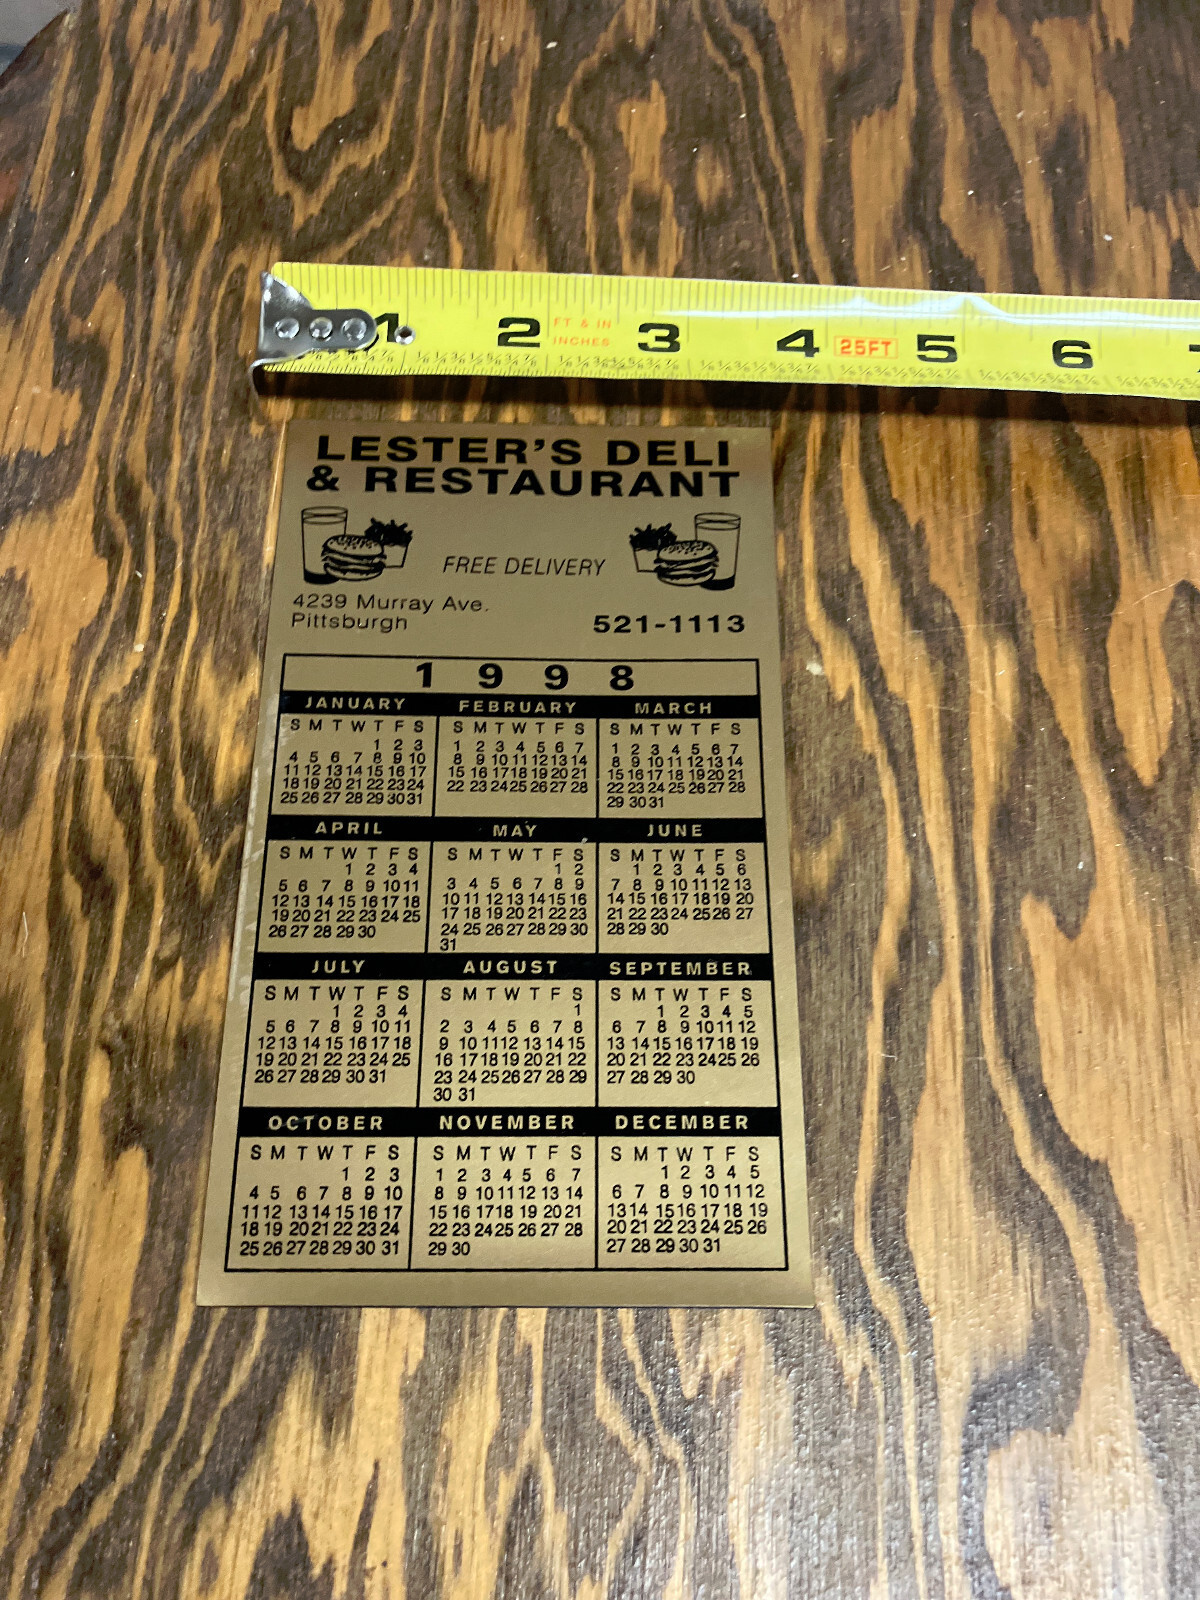 1 2 FT & IN 3 4 25FT 5 6
INCHES
LESTER'S DELI
& RESTAURANT
FREE DELIVERY
4239 Murray Ave.
Pittsburgh
521-1113
1998
JANUARY
S M T W T F S
1 2 3
4 5 6 7 8 9 10
11 12 13 14 15 16 17
18 19 20 21 22 23 24
25 26 27 28 29 30 31
FEBRUARY
S M T W T F S
1 2 3 4 5 6 7
8 9 10 11 12 13 14
15 16 17 18 19 20 21
22 23 24 25 26 27 28
MARCH
S M T W T F S
1 2 3 4 5 6 7
8 9 10 11 12 13 14
15 16 17 18 19 20 21
22 23 24 25 26 27 28
29 30 31
APRIL
S M T W T F S
1 2 3 4
5 6 7 8 9 10 11
12 13 14 15 16 17 18
19 20 21 22 23 24 25
26 27 28 29 30
MAY
S M T W T F S
1 2
3 4 5 6 7 8 9
10 11 12 13 14 15 16
17 18 19 20 21 22 23
24 25 26 27 28 29 30
31
JUNE
S M T W T F S
1 2 3 4 5 6
7 8 9 10 11 12 13
14 15 16 17 18 19 20
21 22 23 24 25 26 27
28 29 30
JULY
S M T W T F S
1 2 3 4
5 6 7 8 9 10 11
12 13 14 15 16 17 18
19 20 21 22 23 24 25
26 27 28 29 30 31
AUGUST
S M T W T F S
1
2 3 4 5 6 7 8
9 10 11 12 13 14 15
16 17 18 19 20 21 22
23 24 25 26 27 28 29
30 31
SEPTEMBER
S M T W T F S
1 2 3 4 5
6 7 8 9 10 11 12
13 14 15 16 17 18 19
20 21 22 23 24 25 26
27 28 29 30
OCTOBER
S M T W T F S
1 2 3
4 5 6 7 8 9 10
11 12 13 14 15 16 17
18 19 20 21 22 23 24
25 26 27 28 29 30 31
NOVEMBER
S M T W T F S
1 2 3 4 5 6 7
8 9 10 11 12 13 14
15 16 17 18 19 20 21
22 23 24 25 26 27 28
29 30
DECEMBER
S M T W T F S
1 2 3 4 5
6 7 8 9 10 11 12
13 14 15 16 17 18 19
20 21 22 23 24 25 26
27 28 29 30 31